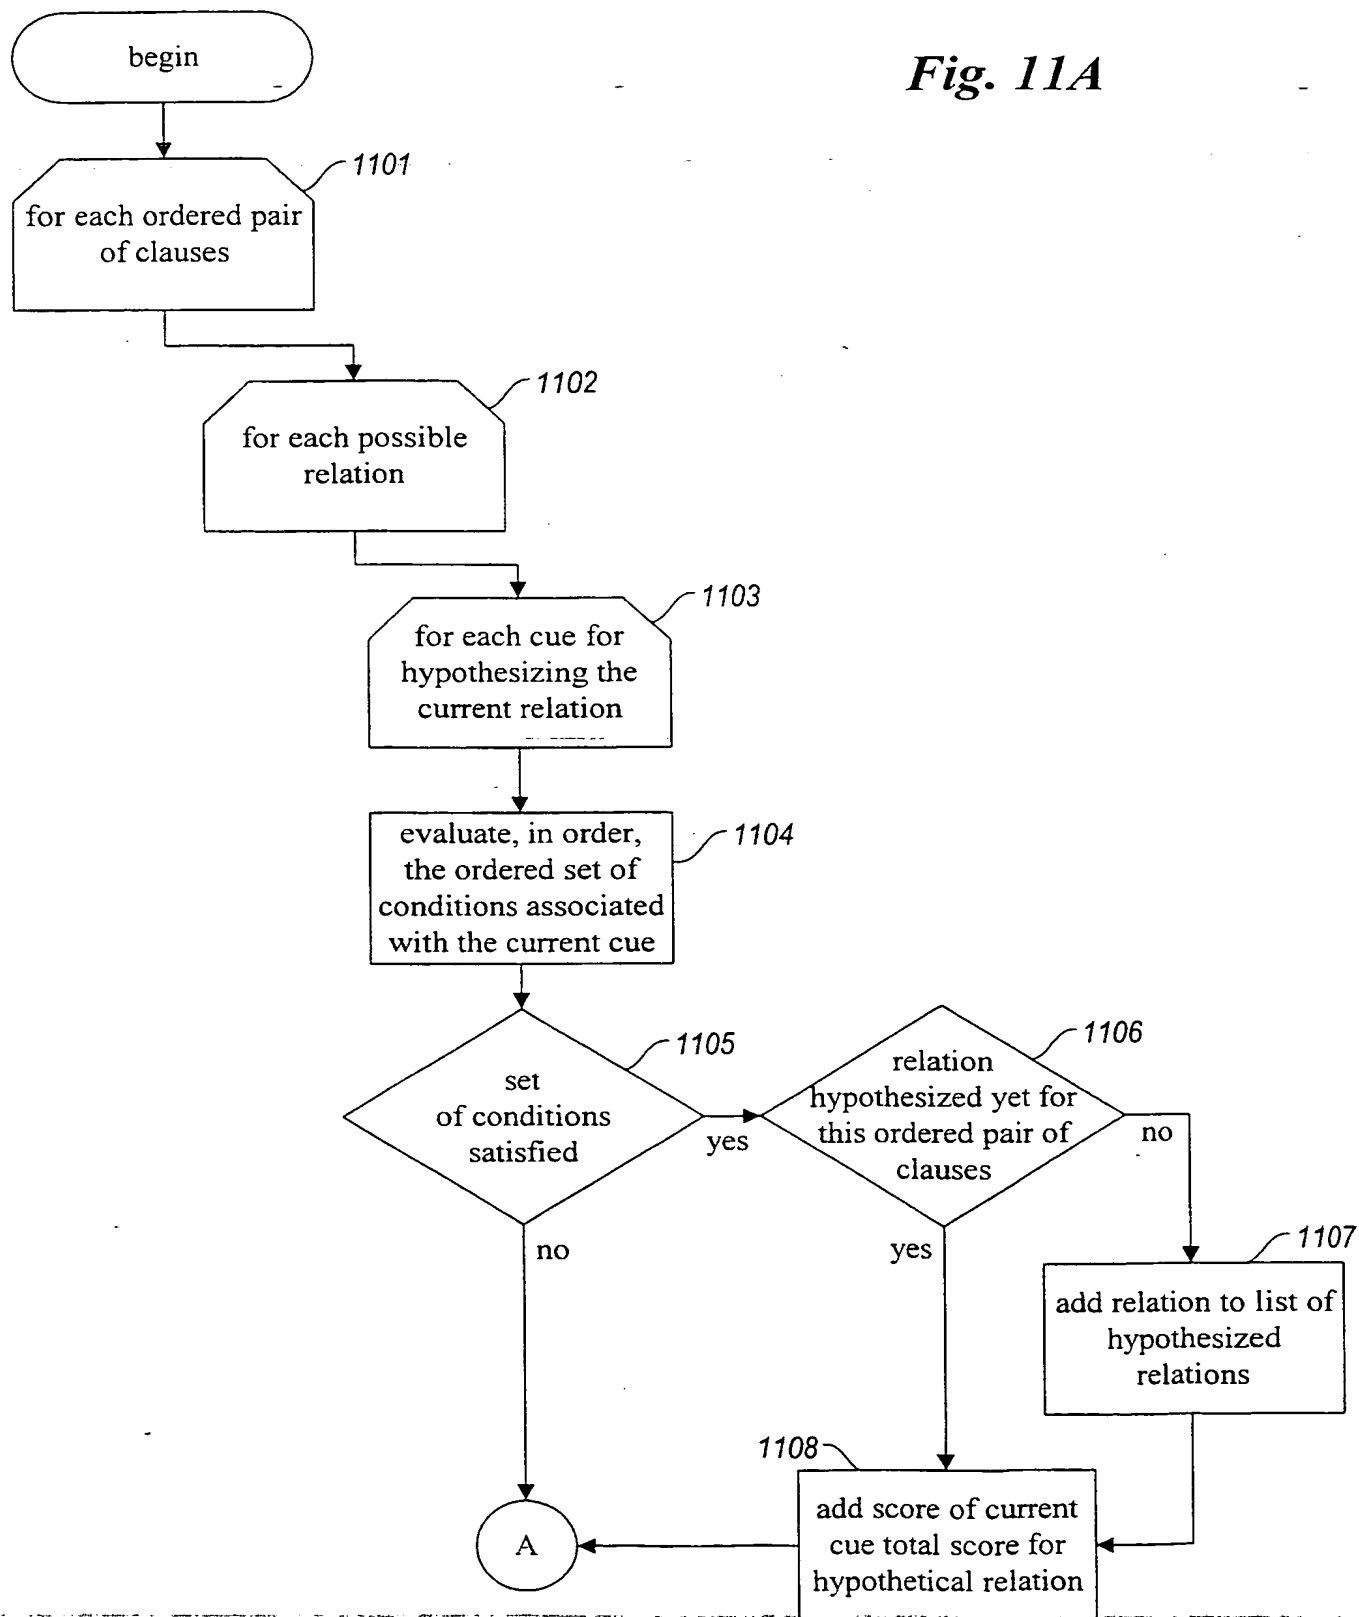 begin
Fig. 11A
1101
for each ordered pair
of clauses
1102
for each possible
relation
1103
for each cue for
hypothesizing the
current relation
1104
evaluate, in order,
the ordered set of
conditions associated
with the current cue
1105
set
of conditions
satisfied
yes
no
1106
relation
hypothesized yet for
this ordered pair of
clauses
no
yes
1107
add relation to list of
hypothesized
relations
1108
add score of current
cue total score for
hypothetical relation
A